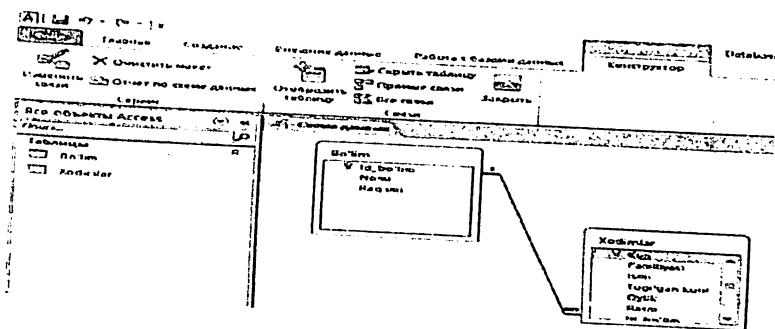 Главная Создание Внешние данные Работа с базами данных Конструктор Database
Изменить связи
Очистить макет
Отчет по схеме данных
Отобразить таблицу
Скрыть таблицу
Прямые связи
Все связи
Закрыть
Сервис
Связи
Все объекты Access
Схема данных
Таблицы
Bo'lim
Xodimlar
Bo'lim
Id_bo'lim
Nomi
Raqami
Xodimlar
Familiyasi
Ismi
Tug'ilgan kuni
Oylik
Rasm